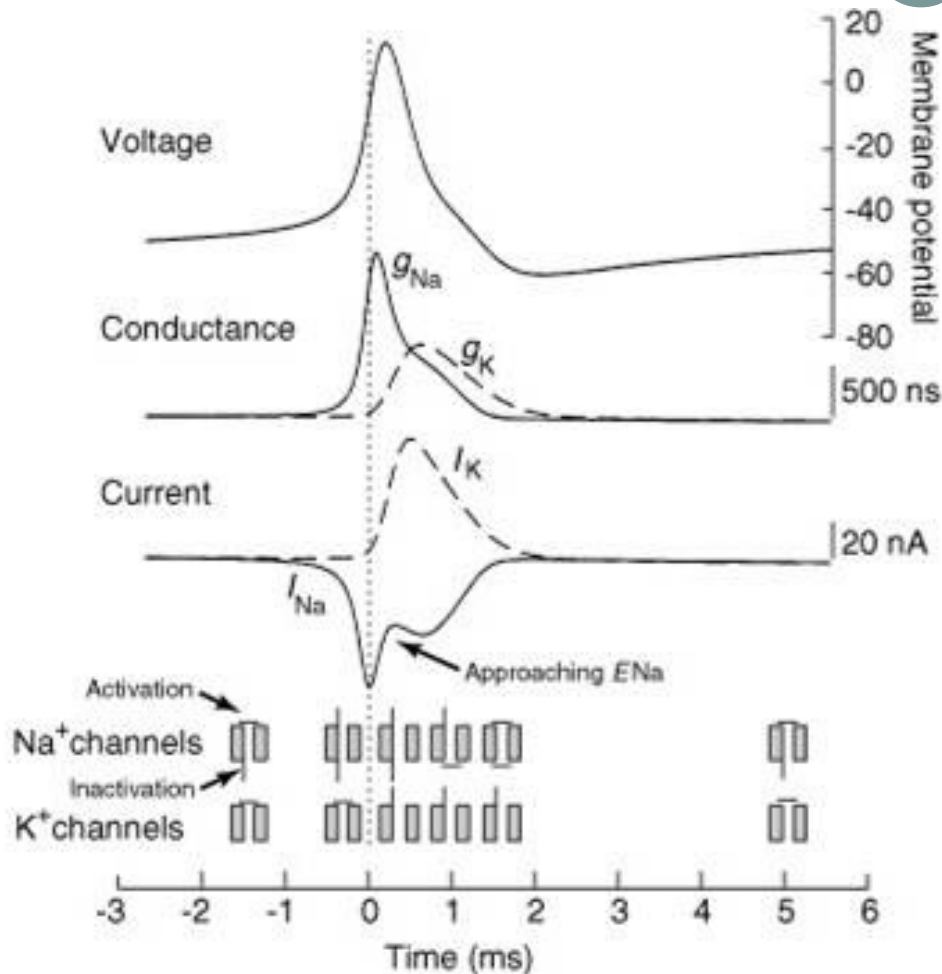 20
0
-20
-40
-60
-80
Membrane potential
Voltage
gNa
Conductance
gK
500 ns
IK
Current
20 nA
INa
Approaching ENa
Activation
Na+channels
Inactivation
K+channels
-3 -2 -1 0 1 2 3 4 5 6
Time (ms)